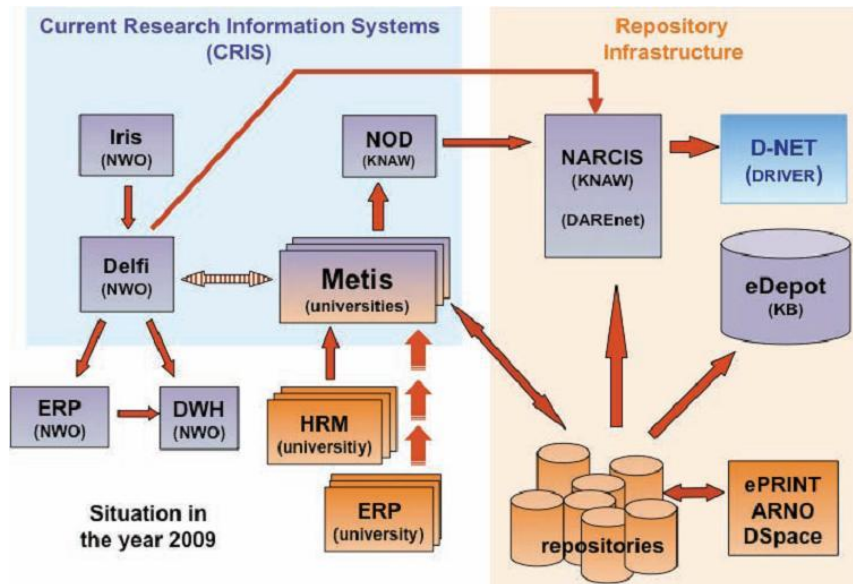 Current Research Information Systems
(CRIS)
Repository
Infrastructure
Iris
(NWO)
NOD
(KNAW)
NARCIS
(KNAW)
(DAREnet)
D-NET
(DRIVER)
Delfi
(NWO)
Metis
(universities)
eDepot
(KB)
ERP
(NWO)
DWH
(NWO)
HRM
(universitiy)
ERP
(university)
Situation in
the year 2009
repositories
ePRINT
ARNO
DSpace